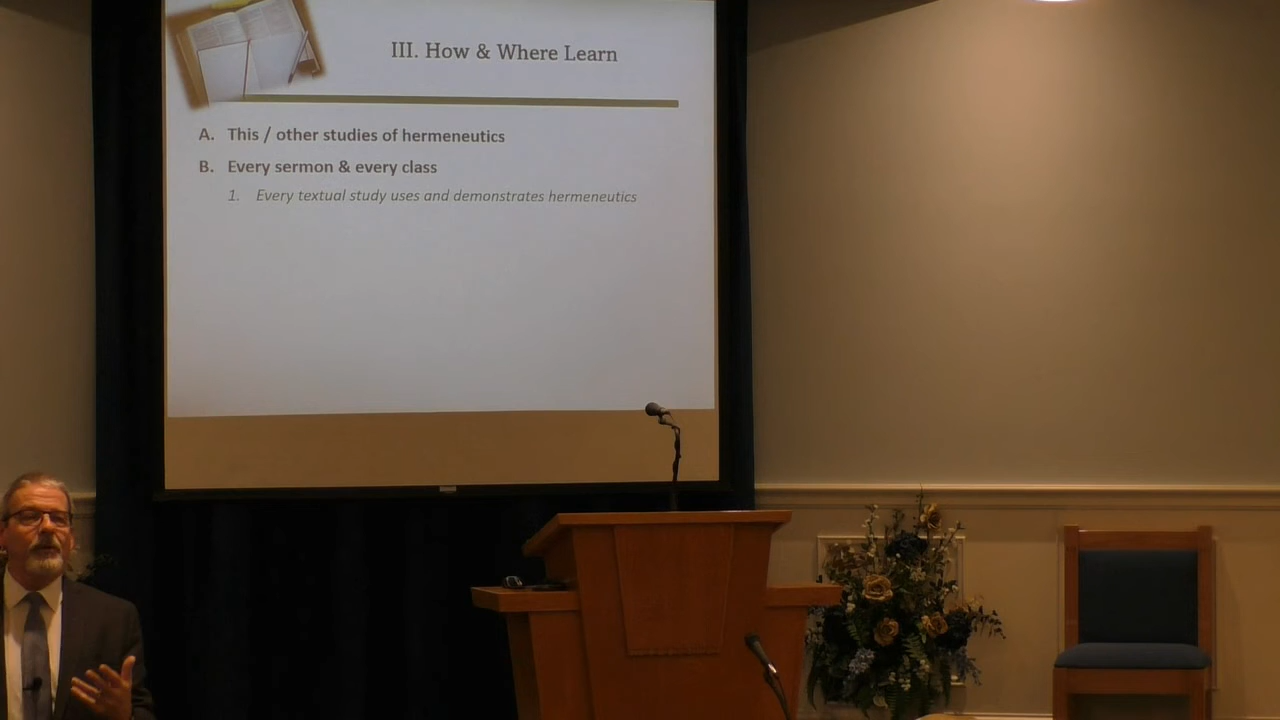 III. How & Where Learn
A. This / other studies of hermeneutics
B. Every sermon & every class
1. Every textual study uses and demonstrates hermeneutics